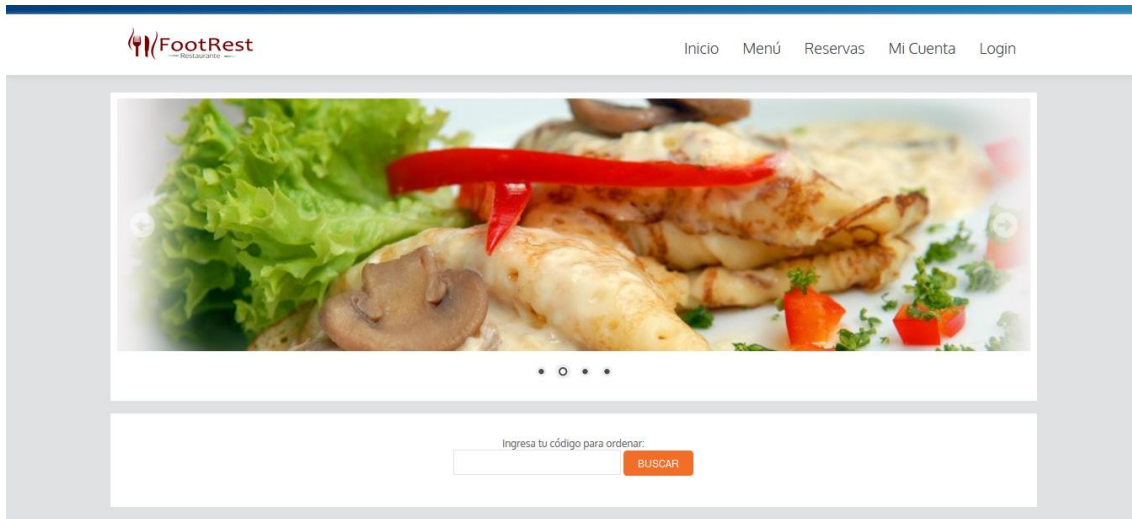 FootRest
Restaurante
Inicio Menú Reservas Mi Cuenta Login
Ingresa tu código para ordenar:
BUSCAR